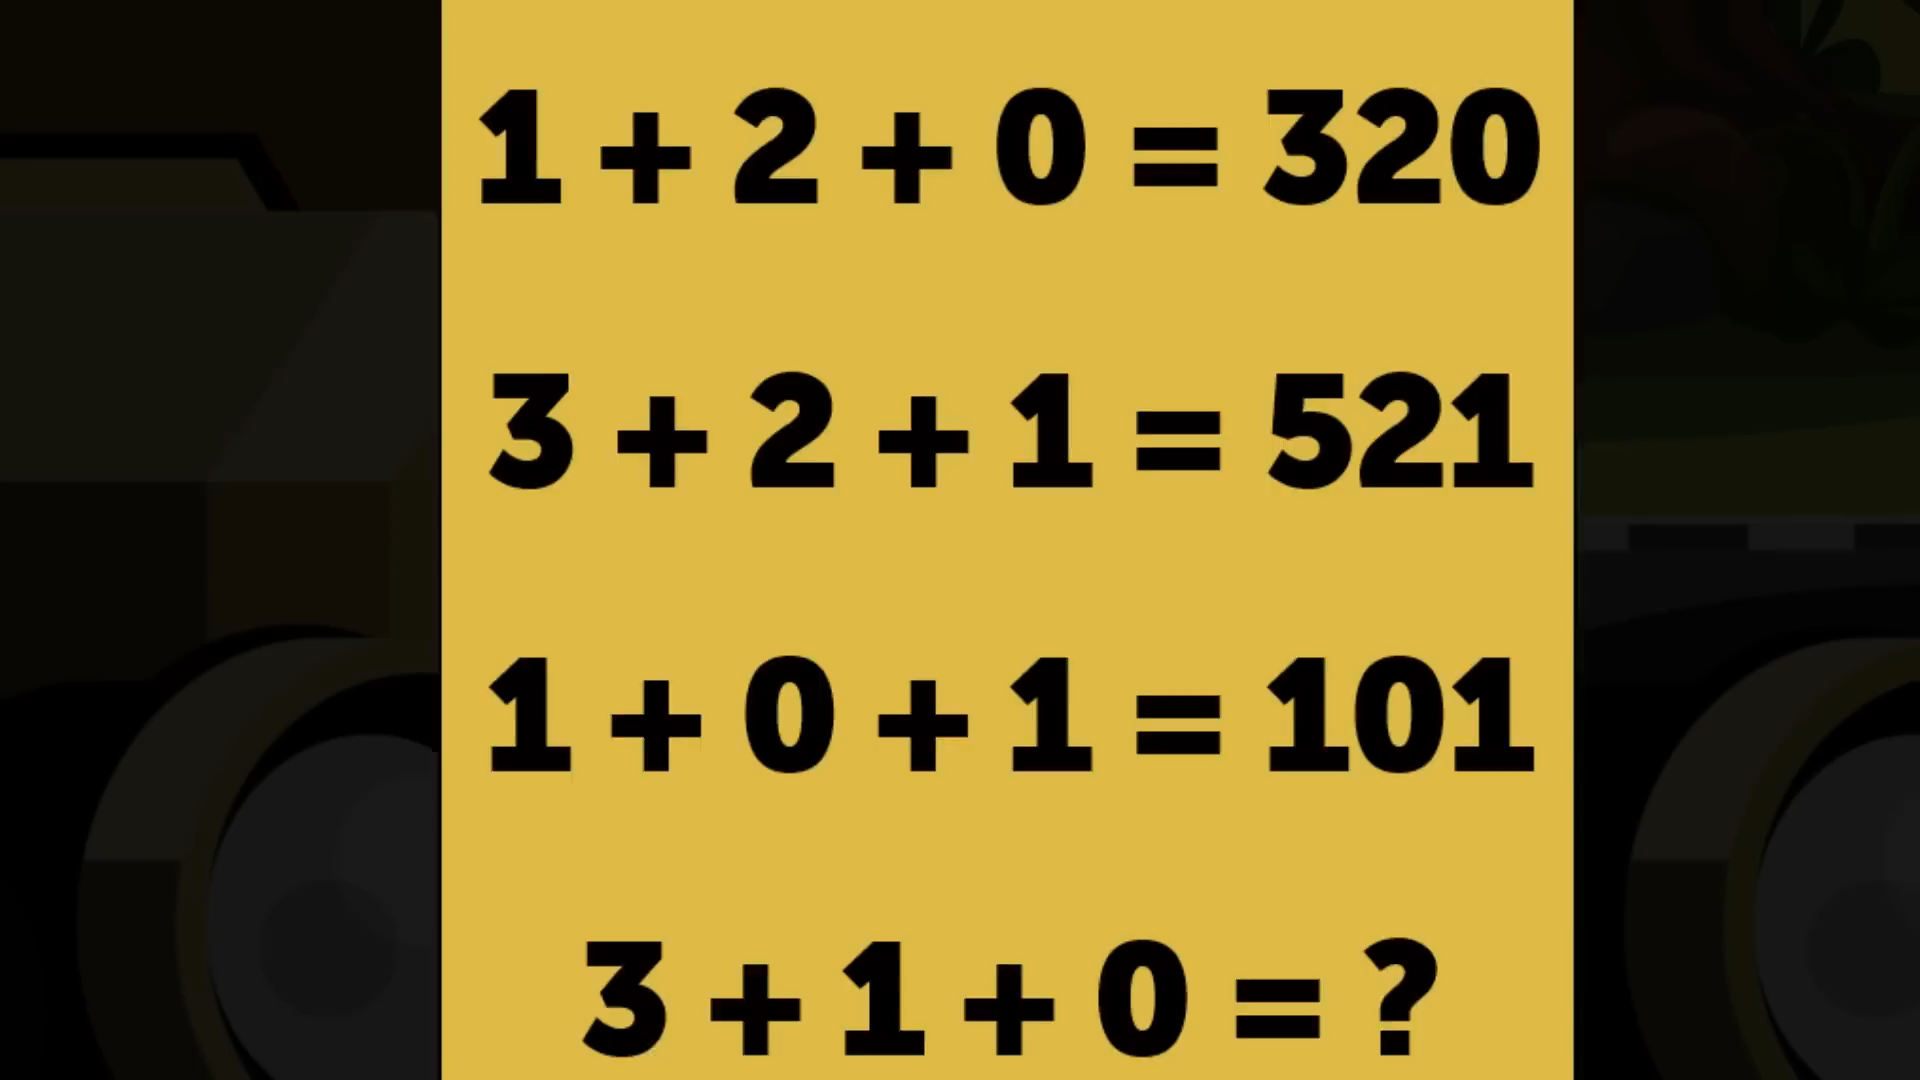 1 + 2 + 0 = 320
3 + 2 + 1 = 521
1 + 0 + 1 = 101
3 + 1 + 0 = ?